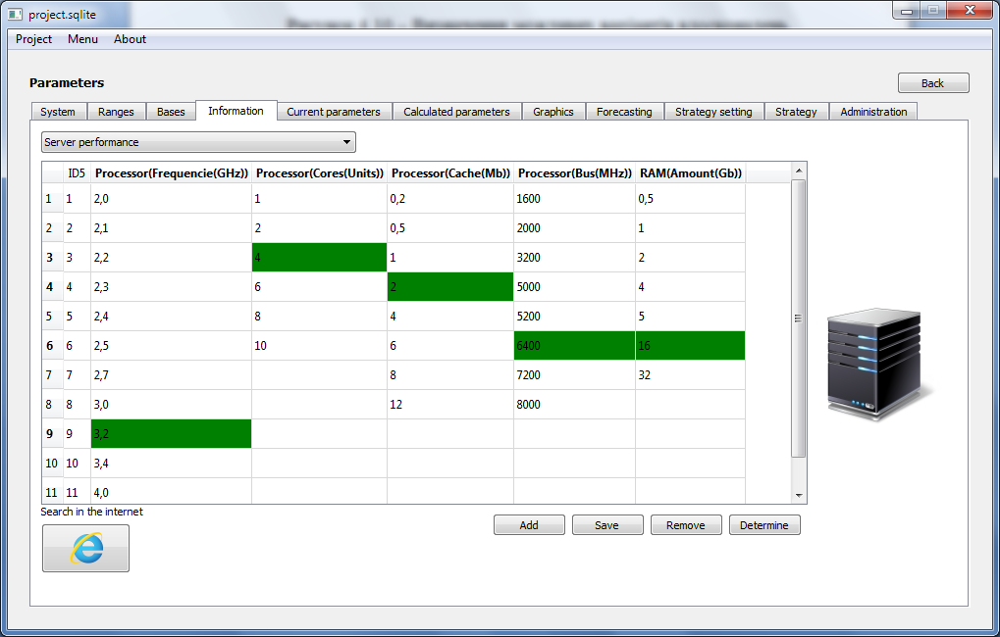 project.sqlite
Project Menu About
Parameters
Back
System Ranges Bases Information Current parameters Calculated parameters Graphics Forecasting Strategy setting Strategy Administration
Server performance
ID5 Processor(Frequencie(GHz)) Processor(Cores(Units)) Processor(Cache(Mb)) Processor(Bus(MHz)) RAM(Amount(Gb))
1 1 2,0 1 0,2 1600 0,5
2 2 2,1 2 0,5 2000 1
3 3 2,2 4 1 3200 2
4 4 2,3 6 2 5000 4
5 5 2,4 8 4 5200 5
6 6 2,5 10 6 6400 16
7 7 2,7 8 7200 32
8 8 3,0 12 8000
9 9 3,2
10 10 3,4
11 11 4,0
Search in the internet
Add Save Remove Determine